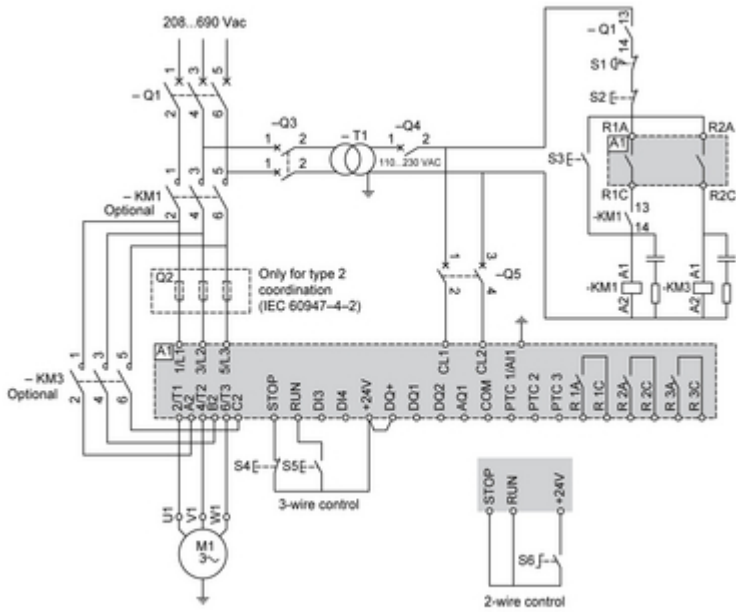 208...690 Vac
1 3 5
– Q1
2 4 6
–Q3
1 2
1 2
– T1
–Q4
1 2
110...230 VAC
13
– Q1
14
S1
S2
R1A R2A
A1
S3
R1C R2C
13
-KM1
14
A1 A1
-KM1 -KM3
A2 A2
1 3 5
– KM1
Optional
2 4 6
1 3
–Q5
2 4
Q2
Only for type 2
coordination
(IEC 60947–4–2)
1 3 5
– KM3
Optional
2 4 6
A1 1/L1 3/L2 5/L3 CL1 CL2 PTC 1/AI1
2/T1 A2 4/T2 B2 6/T3 C2 STOP RUN DI3 DI4 +24V DQ+ DQ1 DQ2 AQ1 COM PTC 2 PTC 3 R 1A R 1C R 2A R 2C R 3A R 3C
S4 S5
3-wire control
U1 V1 W1
M1
3
STOP RUN +24V
S6
2-wire control